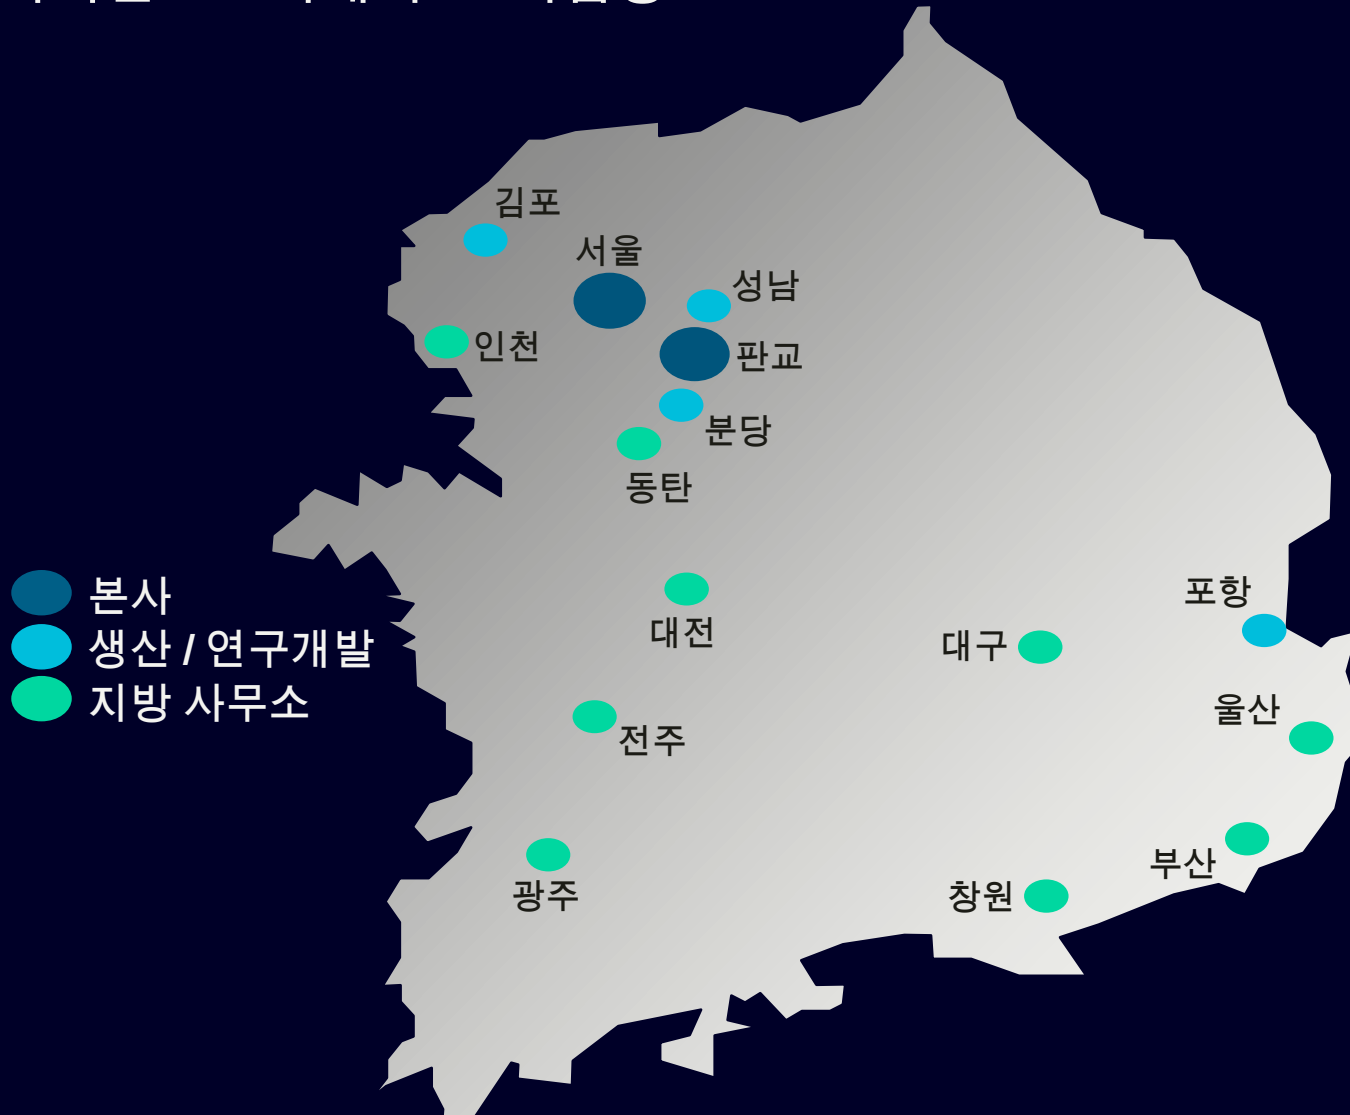 김포
서울
성남
인천
판교
분당
동탄
본사
생산 / 연구개발
지방 사무소
대전
대구
포항
울산
전주
광주
창원
부산